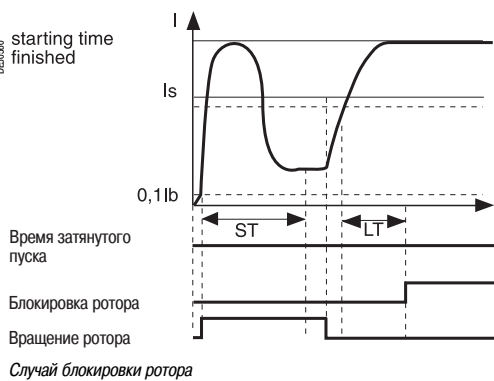 I
starting time
finished
Is
0,1Ib
ST
LT
Время затянутого
пуска
Блокировка ротора
Вращение ротора
Случай блокировки ротора